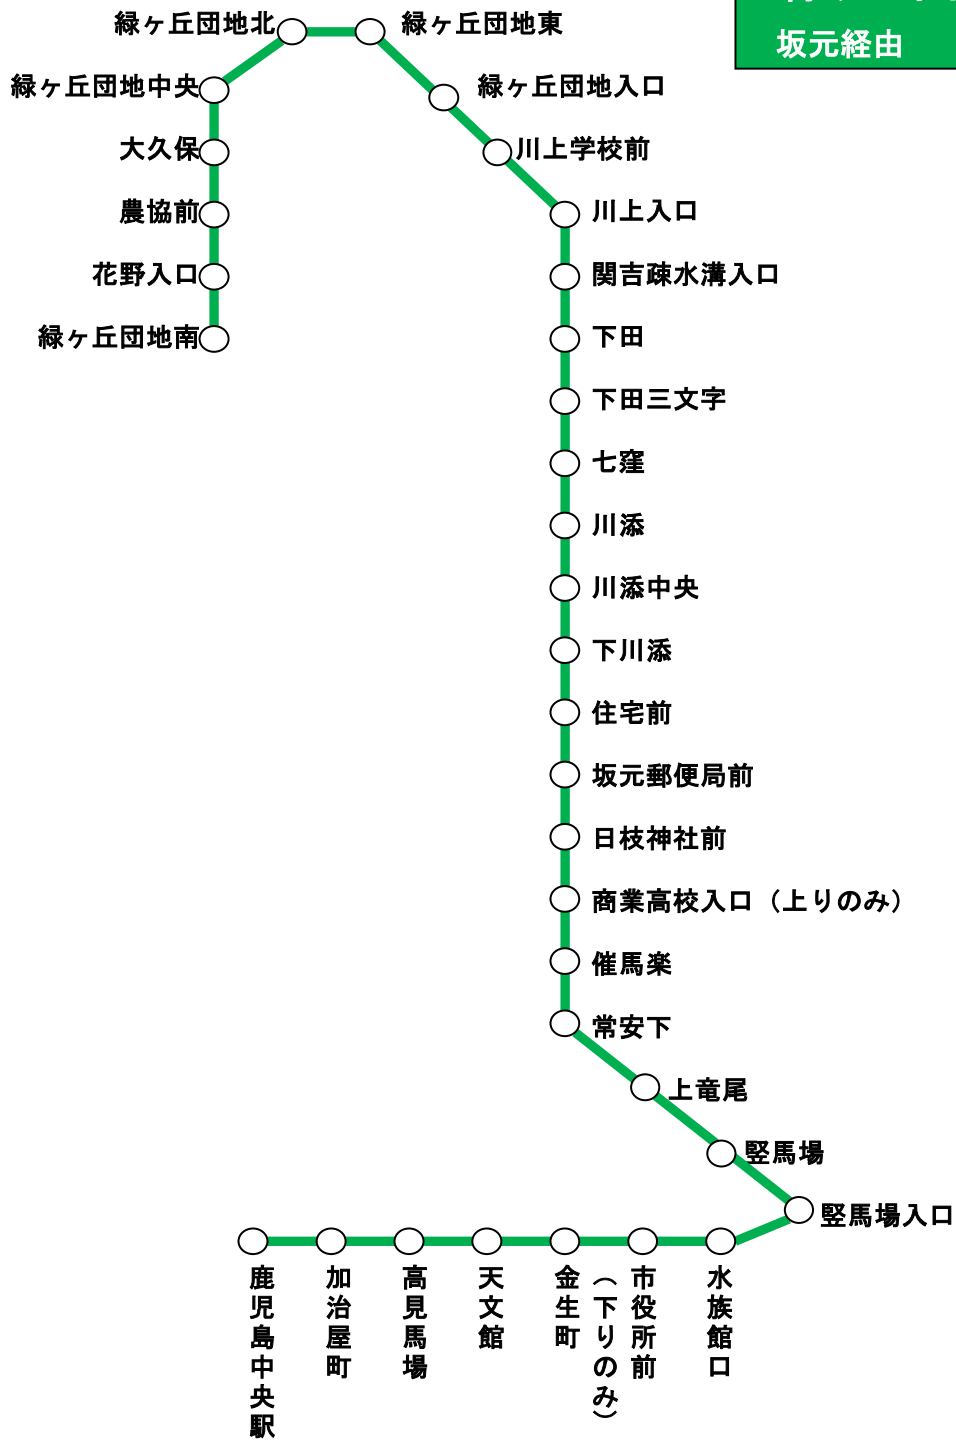 坂元経由
緑ヶ丘団地北
緑ヶ丘団地東
緑ヶ丘団地中央
緑ヶ丘団地入口
大久保
川上学校前
農協前
川上入口
花野入口
関吉疎水溝入口
緑ヶ丘団地南
下田
下田三文字
七窪
川添
川添中央
下川添
住宅前
坂元郵便局前
日枝神社前
商業高校入口（上りのみ）
催馬楽
常安下
上竜尾
竪馬場
竪馬場入口
鹿児島中央駅
加治屋町
高見馬場
天文館
金生町
（下りのみ）
市役所前
水族館口